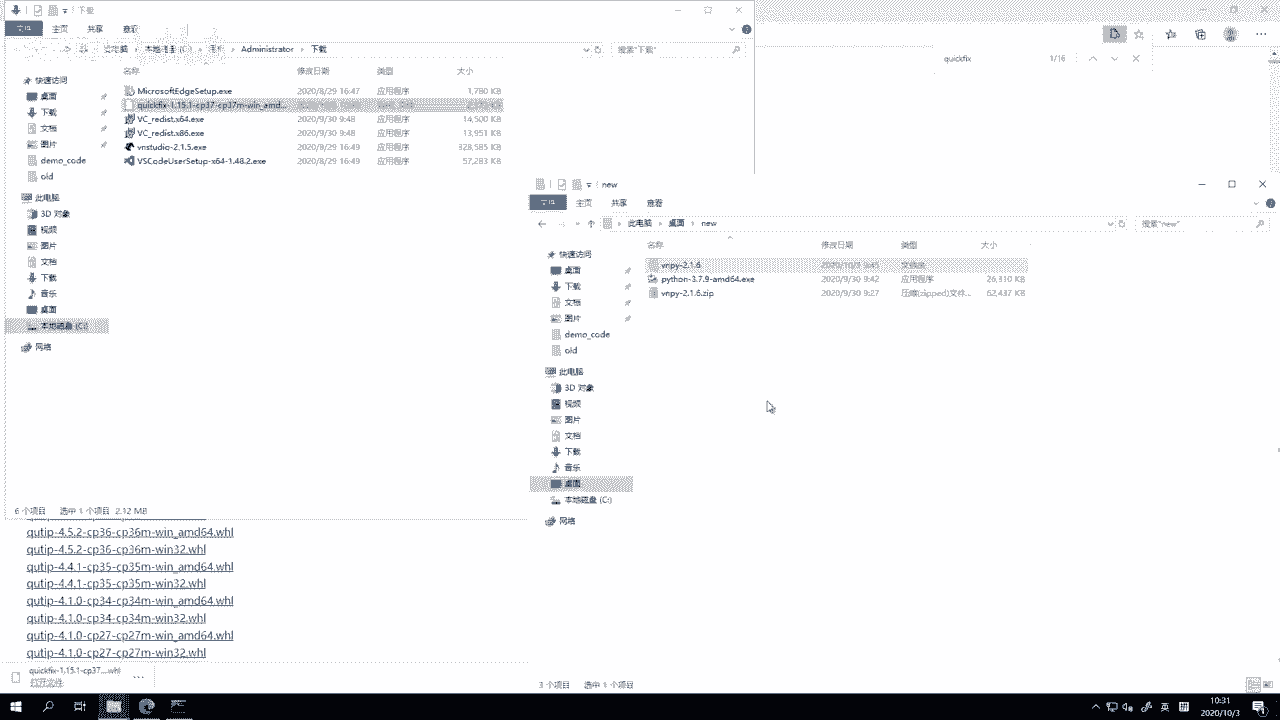 下载
主页 共享 查看
本地磁盘 (C:) Administrator 下载
搜索"下载"
名称 修改日期 类型 大小
MicrosoftEdgeSetup.exe 2020/8/29 16:47 应用程序 1,780 KB
quickfix-1.15.1-cp37-cp37m-win_amd...
VC_redist.x64.exe 2020/9/30 9:48 应用程序 14,500 KB
VC_redist.x86.exe 2020/9/30 9:48 应用程序 13,951 KB
vnstudio-2.1.5.exe 2020/8/29 16:49 应用程序 328,585 KB
VSCodeUserSetup-x64-1.48.2.exe 2020/8/29 16:49 应用程序 57,283 KB
快速访问
桌面
下载
文档
图片
demo_code
old
此电脑
3D 对象
视频
图片
文档
下载
音乐
桌面
本地磁盘 (C:)
网络
6 个项目 选中 1 个项目 2.12 MB
quickfix 1/16
new
主页 共享 查看
此电脑 桌面 new
搜索"new"
名称 修改日期 类型 大小
vnpy-2.1.6
python-3.7.9-amd64.exe 2020/9/30 9:42 应用程序 26,310 KB
vnpy-2.1.6.zip 2020/9/30 9:27 压缩(zipped)文件... 62,437 KB
快速访问
桌面
下载
文档
图片
demo_code
old
此电脑
3D 对象
视频
图片
文档
下载
音乐
桌面
本地磁盘 (C:)
网络
3 个项目 选中 1 个项目
qutip-4.5.2-cp36-cp36m-win_amd64.whl
qutip-4.5.2-cp36-cp36m-win32.whl
qutip-4.4.1-cp35-cp35m-win_amd64.whl
qutip-4.4.1-cp35-cp35m-win32.whl
qutip-4.1.0-cp34-cp34m-win_amd64.whl
qutip-4.1.0-cp34-cp34m-win32.whl
qutip-4.1.0-cp27-cp27m-win_amd64.whl
qutip-4.1.0-cp27-cp27m-win32.whl
quickfix-1.15.1-cp37....whl
打开文件
英
10:31
2020/10/3